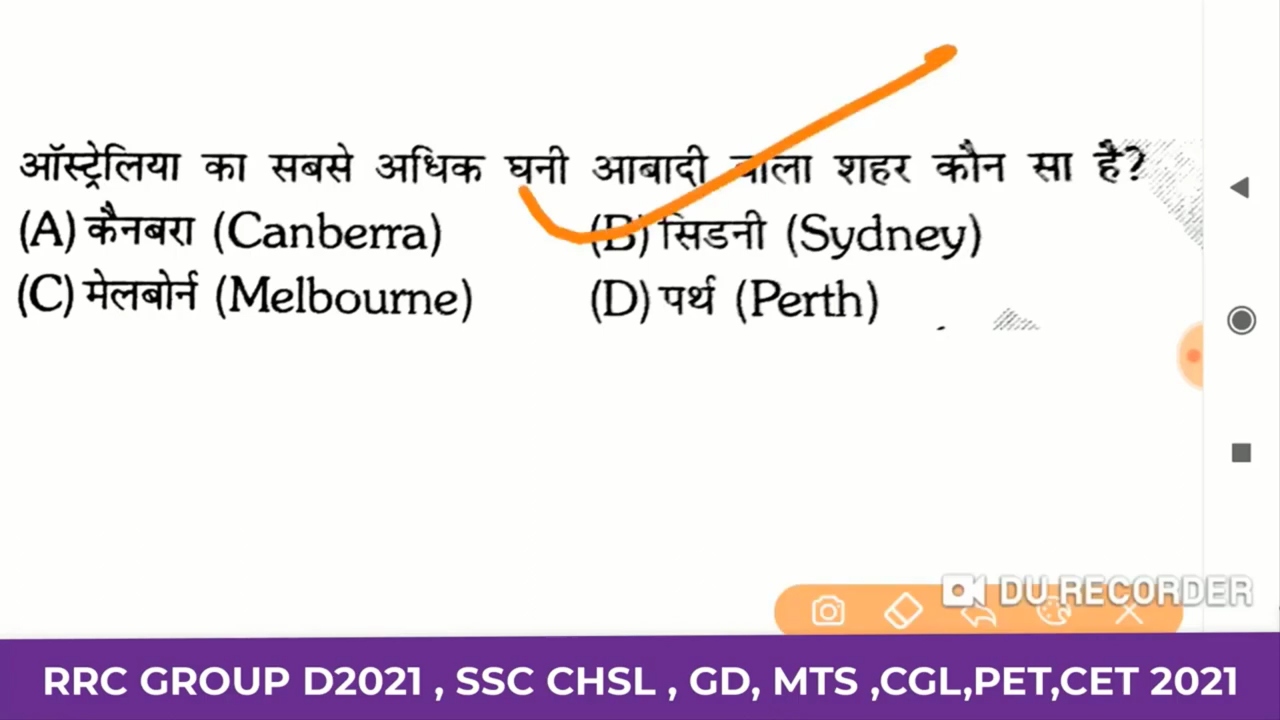 ऑस्ट्रेलिया का सबसे अधिक घनी आबादी वाला शहर कौन सा है?
(A) कैनबरा (Canberra) (B) सिडनी (Sydney)
(C) मेलबोर्न (Melbourne) (D) पर्थ (Perth)
DU RECORDER
RRC GROUP D2021 , SSC CHSL , GD, MTS ,CGL,PET,CET 2021